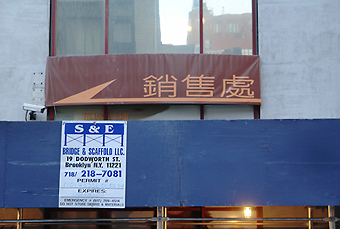 銷售處
S & E
BRIDGE & SCAFFOLD LLC.
19 DODWORTH ST.
Brooklyn N.Y. 11221
718/ 218-7081
PERMIT #
EXPIRES: